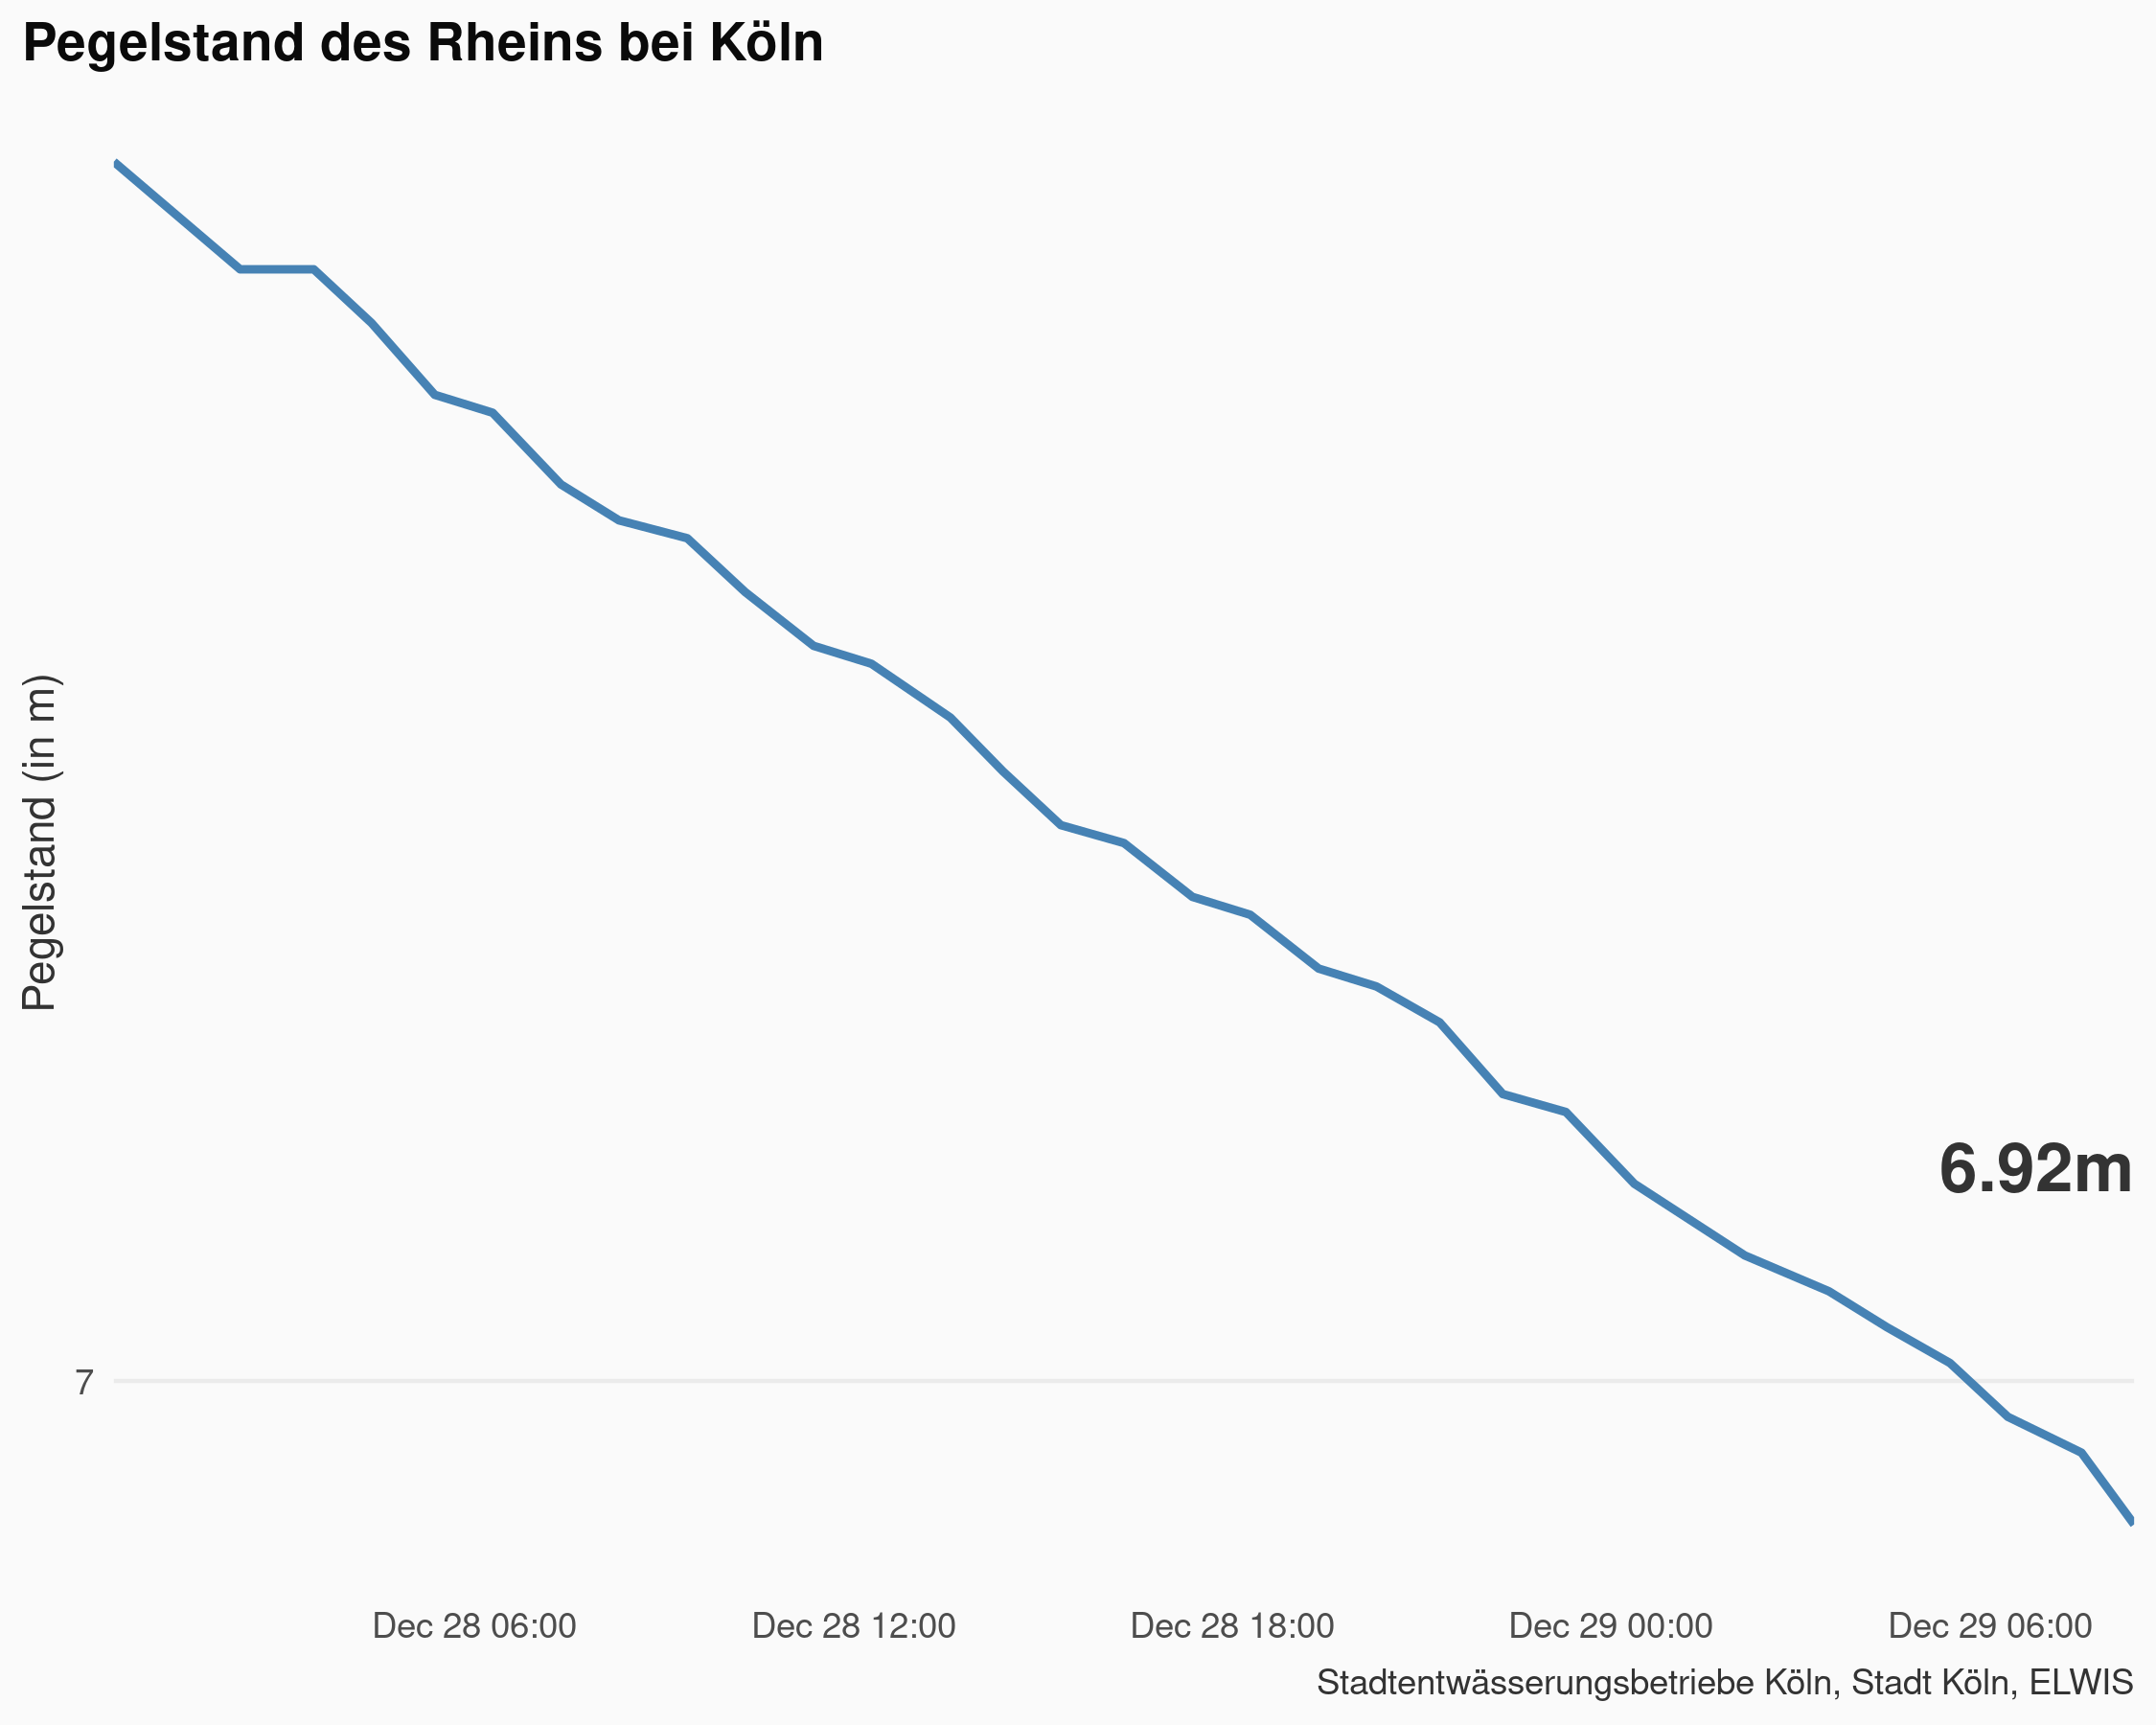 Pegelstand des Rheins bei Köln
Pegelstand (in m)
6.92m
7
Dec 28 06:00 Dec 28 12:00 Dec 28 18:00 Dec 29 00:00 Dec 29 06:00
Stadtentwässerungsbetriebe Köln, Stadt Köln, ELWIS